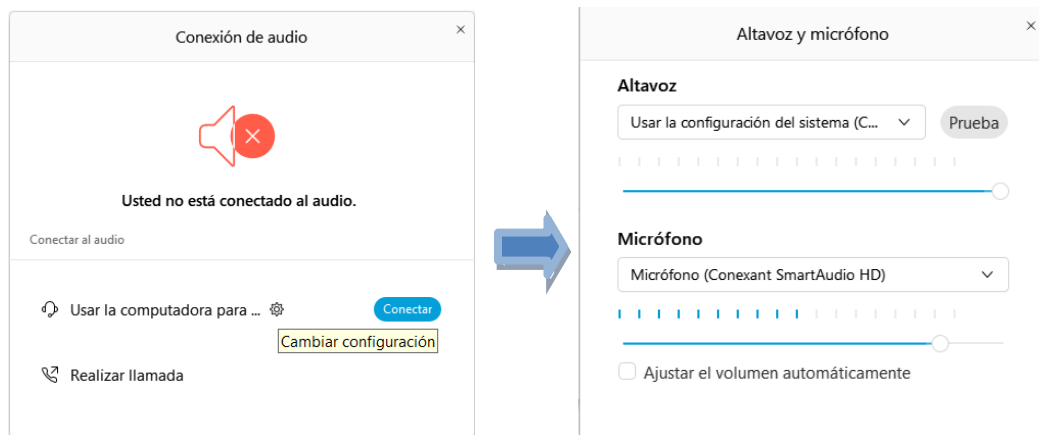 Conexión de audio
Usted no está conectado al audio.
Conectar al audio
Usar la computadora para ...
Conectar
Cambiar configuración
Realizar llamada
Altavoz y micrófono
Altavoz
Usar la configuración del sistema (C...
Prueba
Micrófono
Micrófono (Conexant SmartAudio HD)
Ajustar el volumen automáticamente